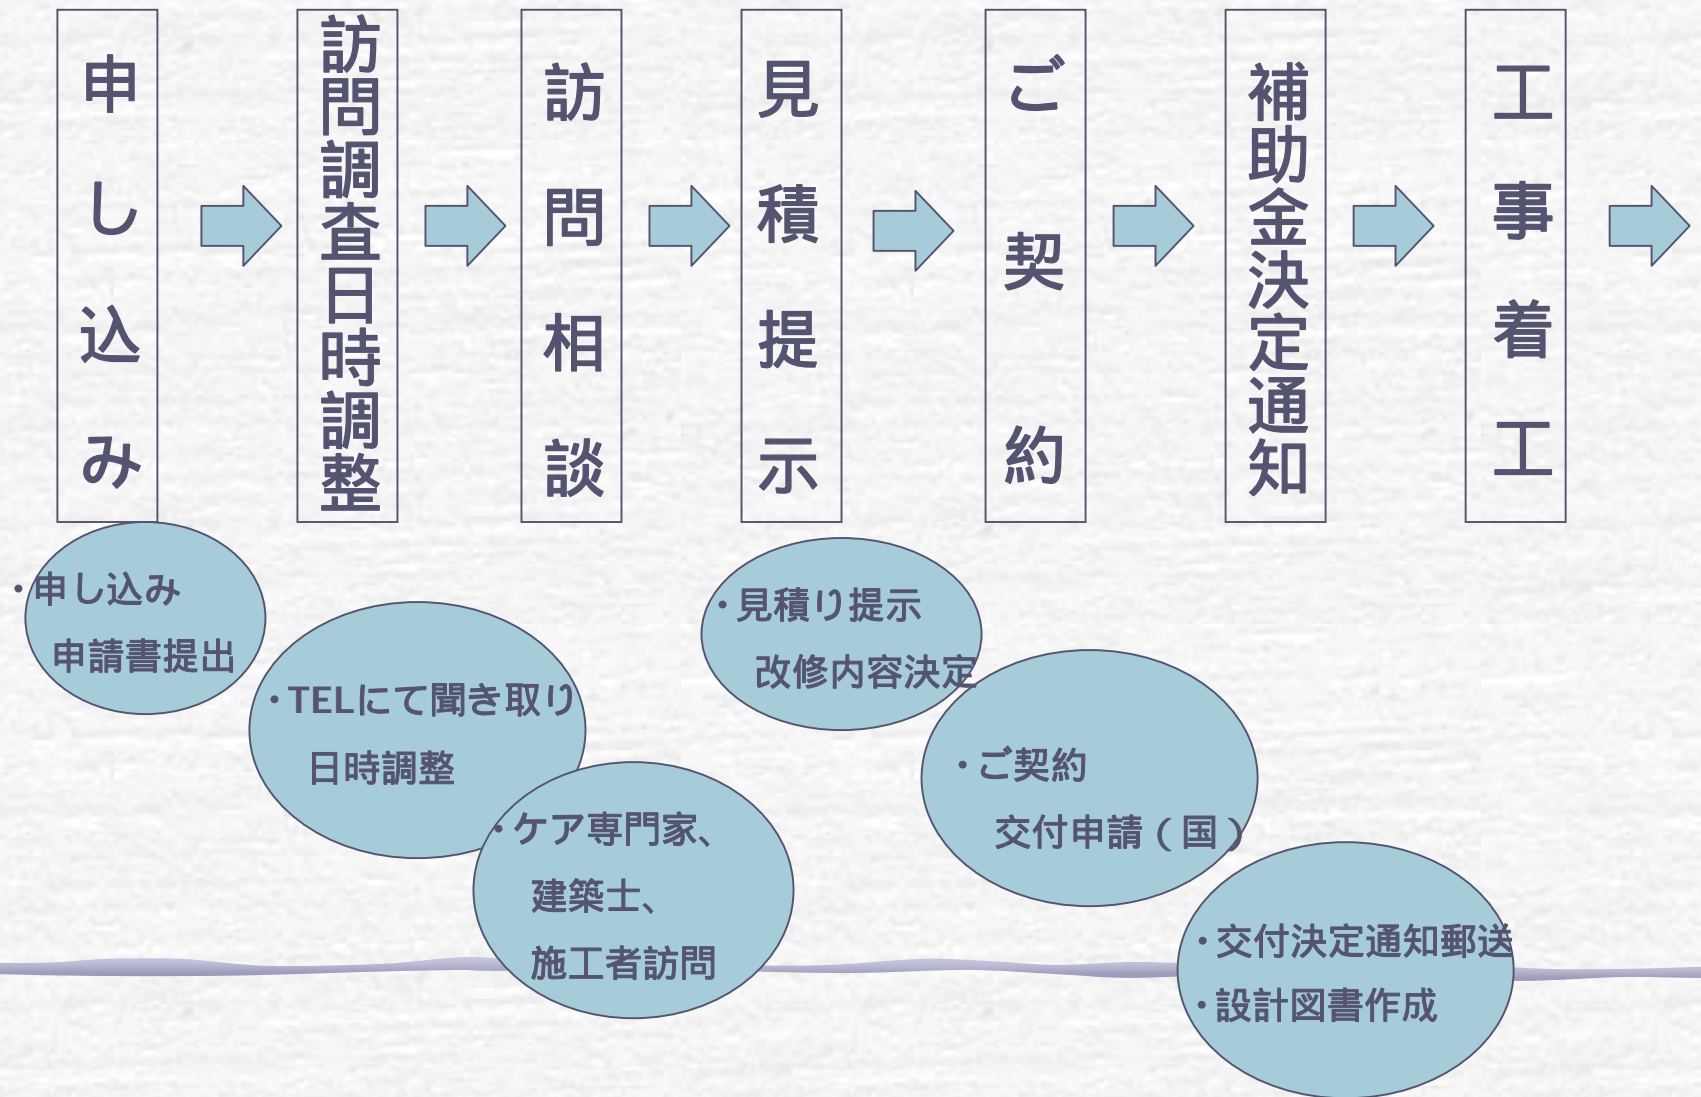 申し込み
訪問調査日時調整
訪問相談
見積提示
ご契約
補助金決定通知
工事着工
・申し込み
申請書提出
・TELにて聞き取り
日時調整
・ケア専門家、
建築士、
施工者訪問
・見積り提示
改修内容決定
・ご契約
交付申請（国）
・交付決定通知郵送
・設計図書作成